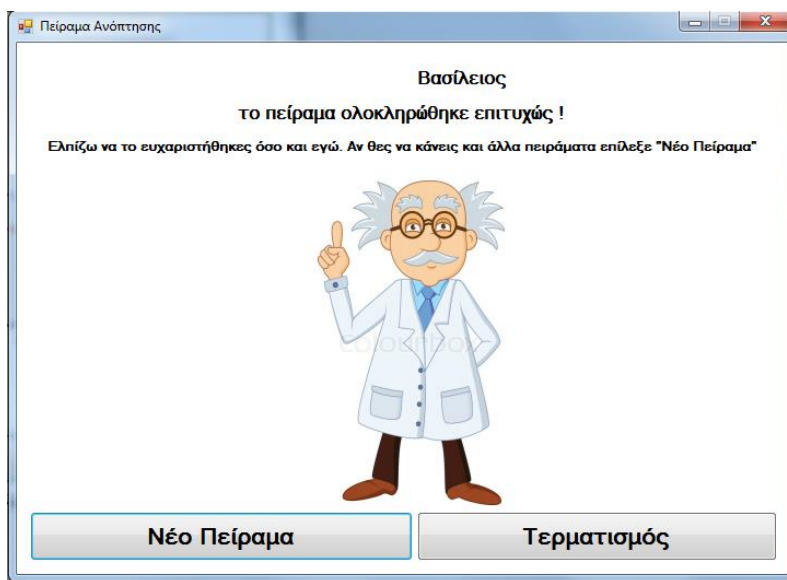 Πείραμα Ανόπτησης
Βασίλειος
το πείραμα ολοκληρώθηκε επιτυχώς !
Ελπίζω να το ευχαριστήθηκες όσο και εγώ. Αν θες να κάνεις και άλλα πειράματα επίλεξε "Νέο Πείραμα"
colourbox
Νέο Πείραμα
Τερματισμός